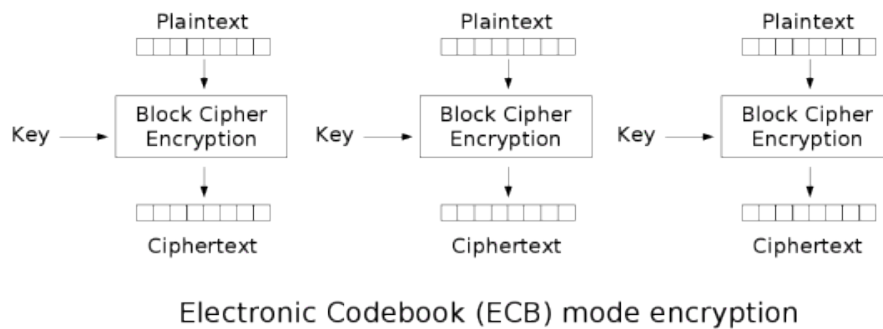 Plaintext Plaintext Plaintext
Key Block Cipher Encryption Key Block Cipher Encryption Key Block Cipher Encryption
Ciphertext Ciphertext Ciphertext
Electronic Codebook (ECB) mode encryption